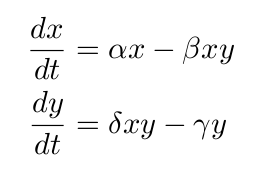 dx/dt = αx − βxy
dy/dt = δxy − γy